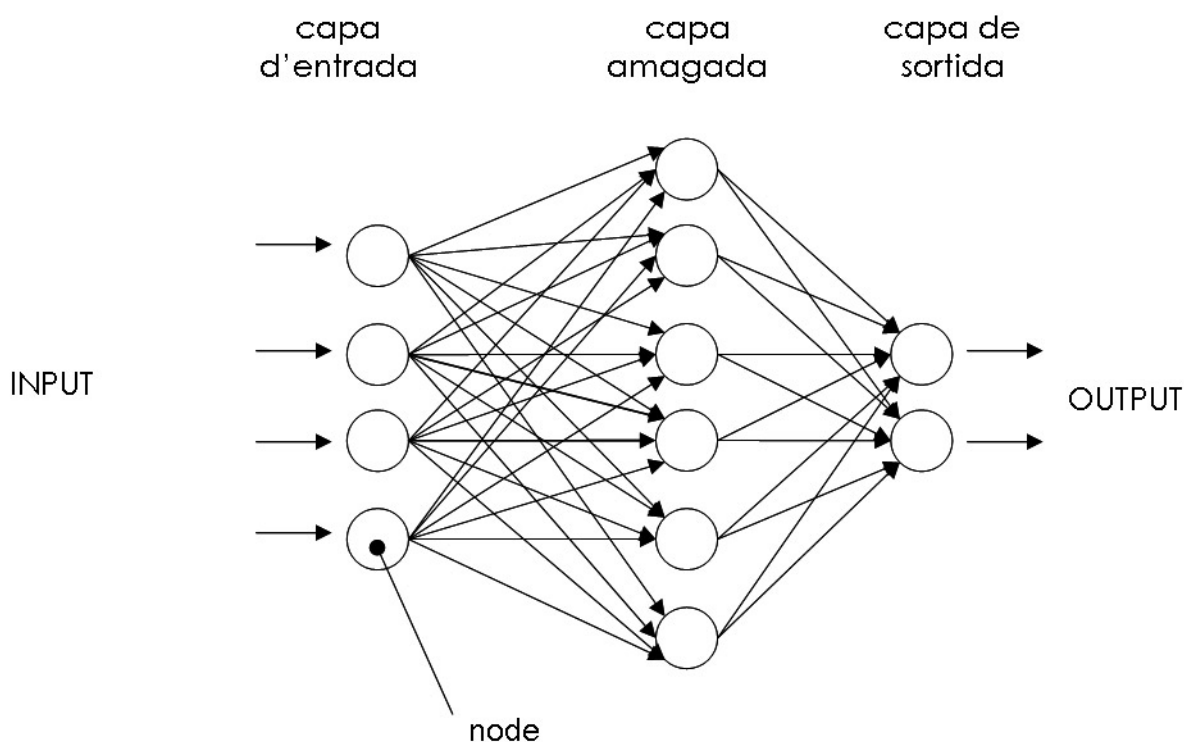 capa
d'entrada
capa
amagada
capa de
sortida
INPUT
OUTPUT
node